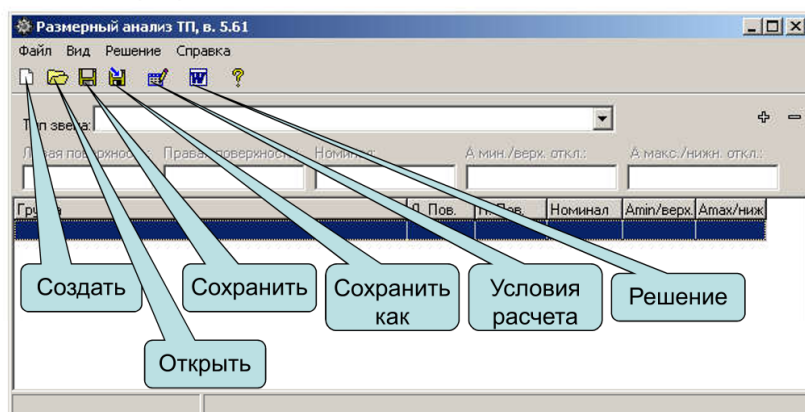 Размерный анализ ТП, в. 5.61
Файл Вид Решение Справка
Тип звена:
Левая поверхность: Правая поверхность: Номинал: А мин./верх. откл.: А макс./нижн. откл.:
Группа Л. Пов. П. Пов. Номинал Amin/верх. Amax/ниж
Создать
Сохранить
Сохранить
как
Условия
расчета
Решение
Открыть